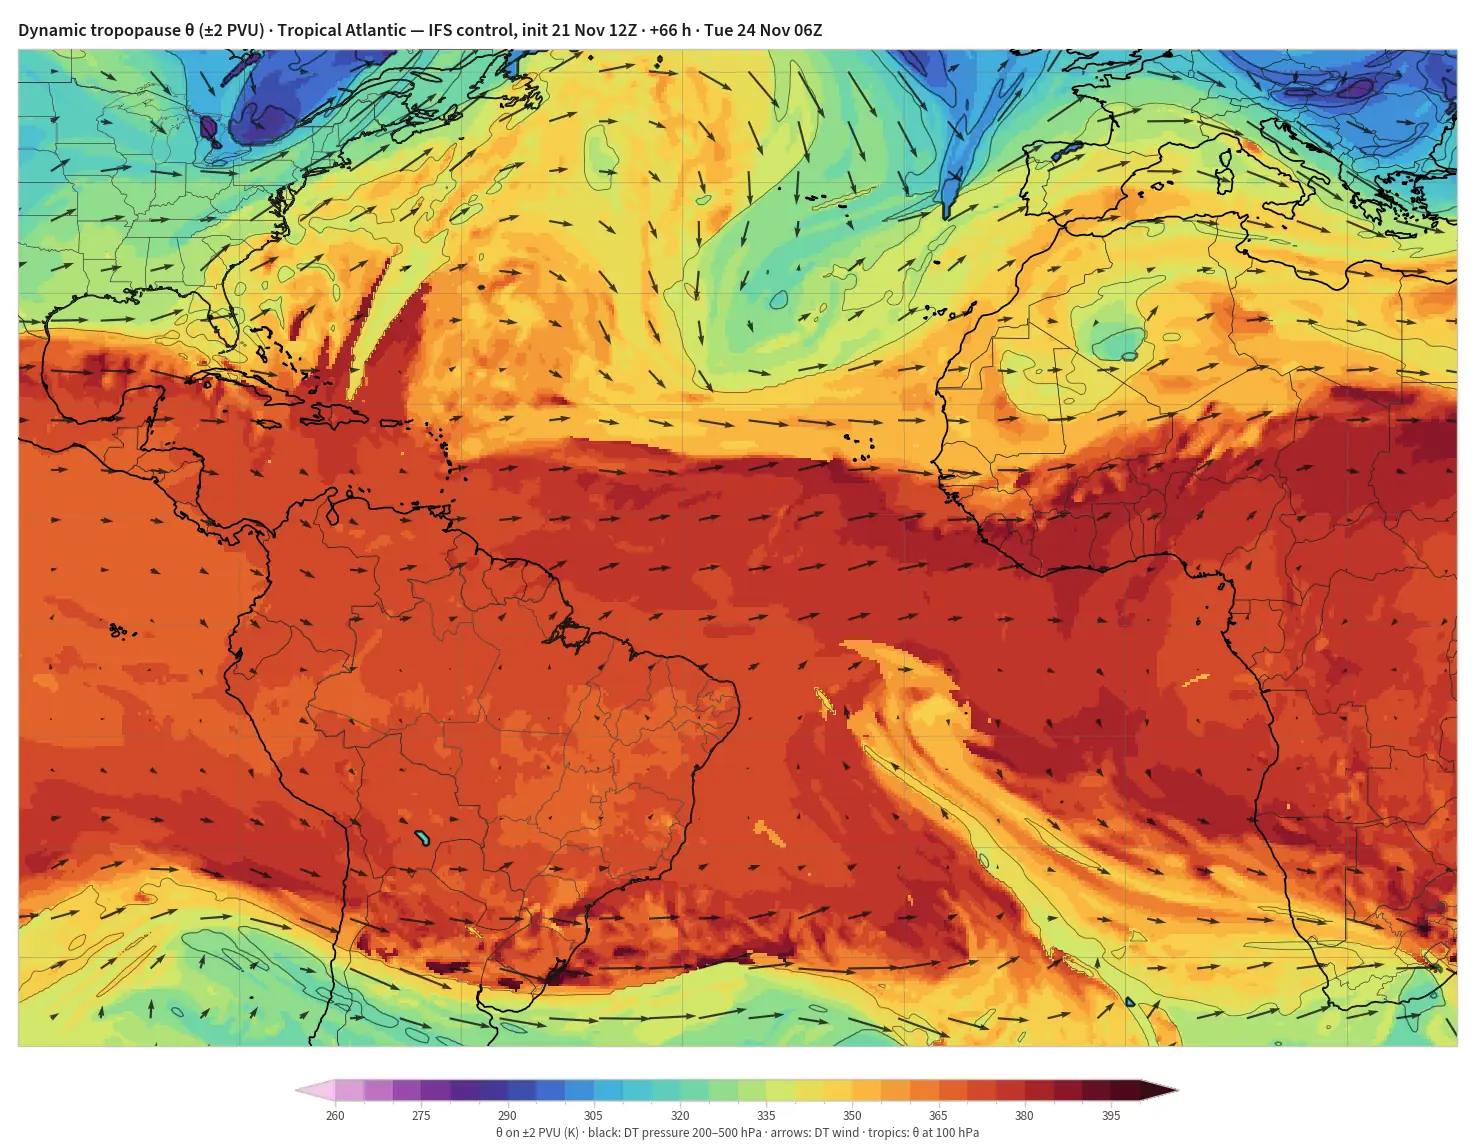 Dynamic tropopause θ (±2 PVU) · Tropical Atlantic — IFS control, init 21 Nov 12Z · +66 h · Tue 24 Nov 06Z
260 275 290 305 320 335 350 365 380 395
θ on ±2 PVU (K) · black: DT pressure 200–500 hPa · arrows: DT wind · tropics: θ at 100 hPa